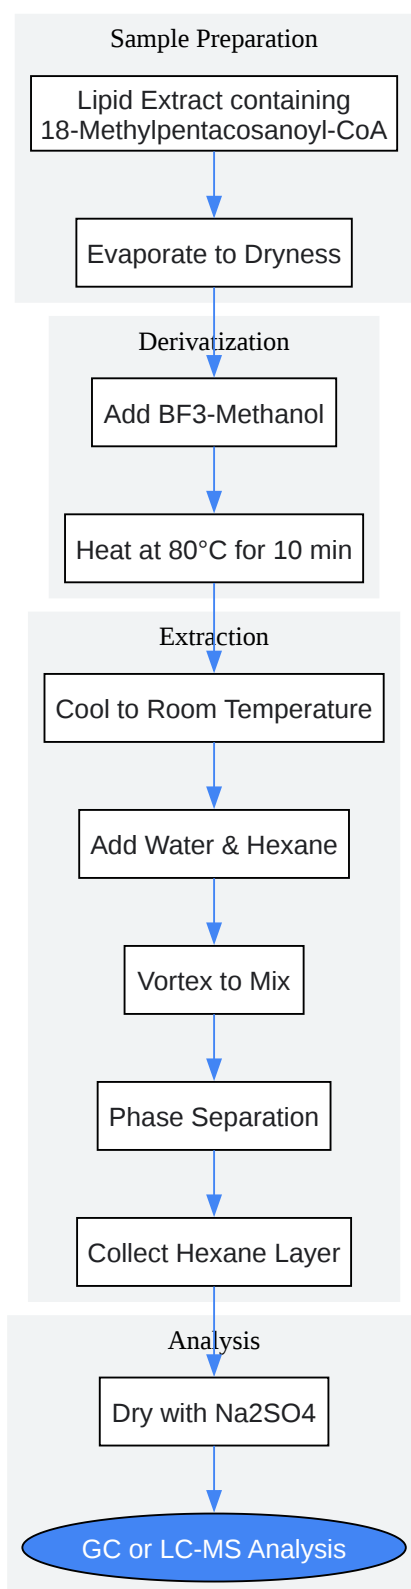 Sample Preparation
Lipid Extract containing
18-Methylpentacosanoyl-CoA
Evaporate to Dryness
Derivatization
Add BF3-Methanol
Heat at 80°C for 10 min
Extraction
Cool to Room Temperature
Add Water & Hexane
Vortex to Mix
Phase Separation
Collect Hexane Layer
Analysis
Dry with Na2SO4
GC or LC-MS Analysis